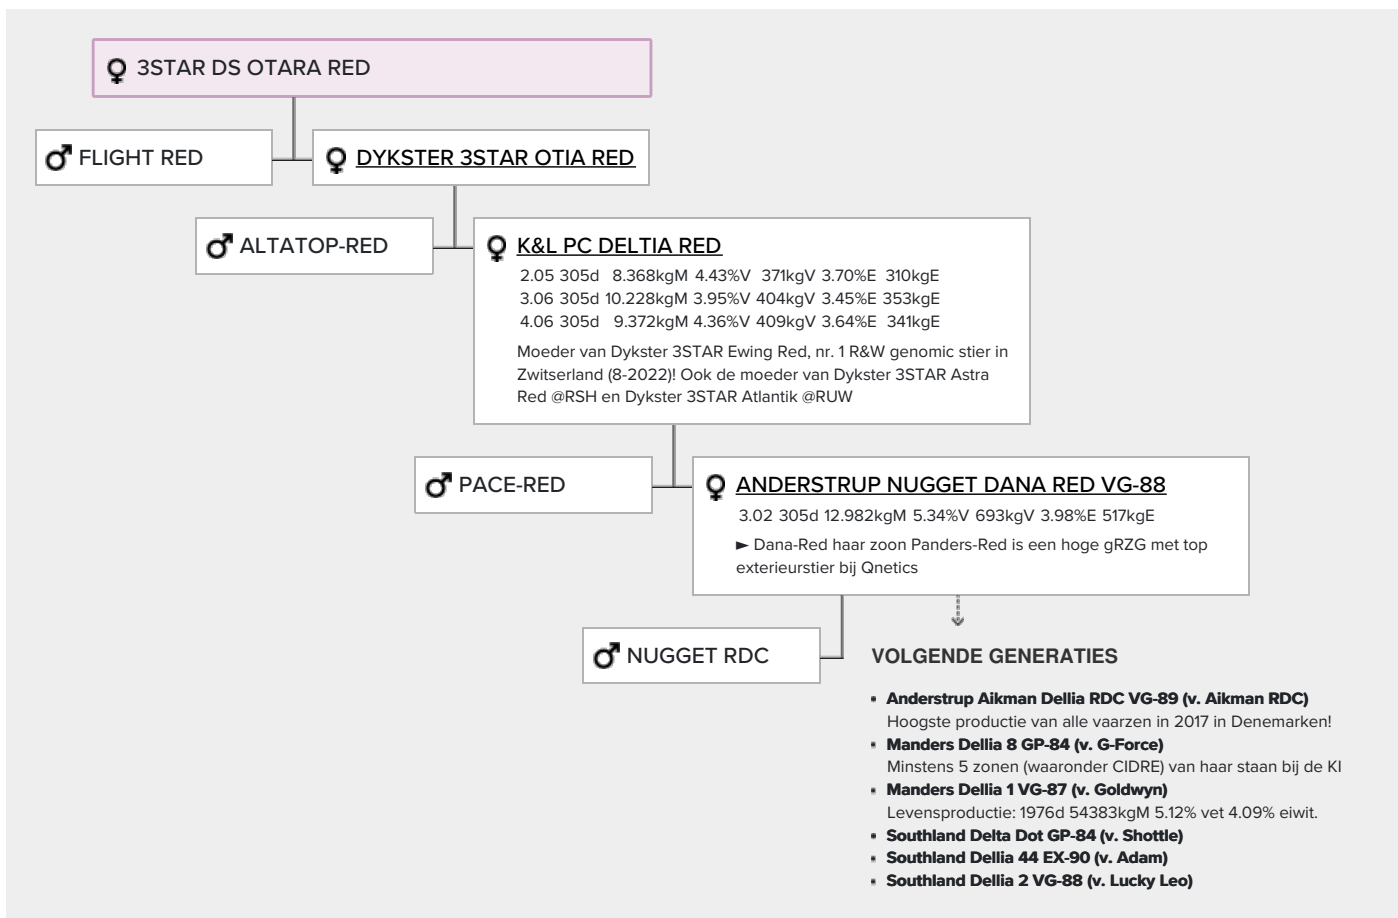 3STAR DS OTARA RED
FLIGHT RED
DYKSTER 3STAR OTIA RED
ALTATOP-RED
K&L PC DELTIA RED
2.05 305d 8.368kgM 4.43%V 371kgV 3.70%E 310kgE
3.06 305d 10.228kgM 3.95%V 404kgV 3.45%E 353kgE
4.06 305d 9.372kgM 4.36%V 409kgV 3.64%E 341kgE
Moeder van Dykster 3STAR Ewing Red, nr. 1 R&W genomic stier in
Zwitserland (8-2022)! Ook de moeder van Dykster 3STAR Astra
Red @RSH en Dykster 3STAR Atlantik @RUW
PACE-RED
ANDERSTRUP NUGGET DANA RED VG-88
3.02 305d 12.982kgM 5.34%V 693kgV 3.98%E 517kgE
► Dana-Red haar zoon Panders-Red is een hoge gRZG met top
exterieurstier bij Qnetics
NUGGET RDC
VOLGENDE GENERATIES
▪ Anderstrup Aikman Dellia RDC VG-89 (v. Aikman RDC)
Hoogste productie van alle vaarzen in 2017 in Denemarken!
▪ Manders Dellia 8 GP-84 (v. G-Force)
Minstens 5 zonen (waaronder CIDRE) van haar staan bij de KI
▪ Manders Dellia 1 VG-87 (v. Goldwyn)
Levensproductie: 1976d 54383kgM 5.12% vet 4.09% eiwit.
▪ Southland Delta Dot GP-84 (v. Shottle)
▪ Southland Dellia 44 EX-90 (v. Adam)
▪ Southland Dellia 2 VG-88 (v. Lucky Leo)